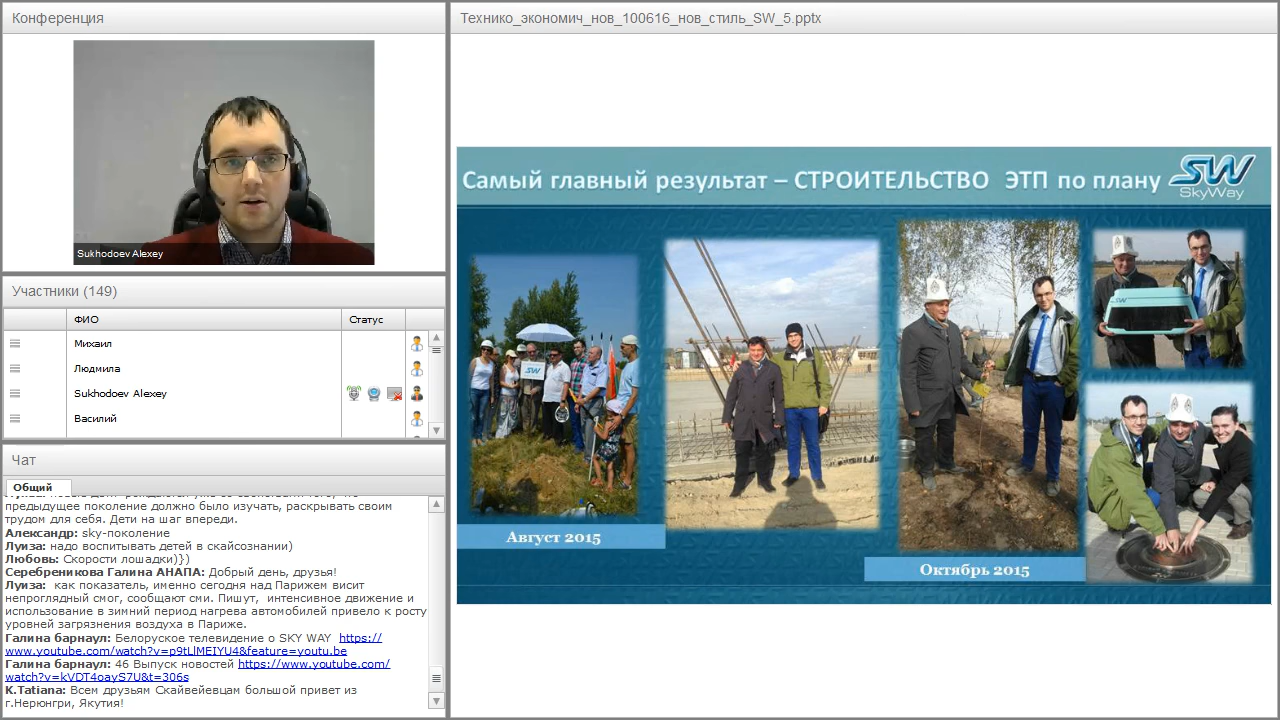 Конференция
Sukhodoev Alexey
Участники (149)
ФИО
Статус
Михаил
Людмила
Sukhodoev Alexey
Василий
Чат
Общий
предыдущее поколение должно было изучать, раскрывать своим
трудом для себя. Дети на шаг впереди.
Александр: sky-поколение
Луиза: надо воспитывать детей в скайсознании)
Любовь: Скорости лошадки)})
Серебреникова Галина АНАПА: Добрый день, друзья!
Луиза: как показатель, именно сегодня над Парижем висит
непроглядный смог, сообщают сми. Пишут, интенсивное движение и
использование в зимний период нагрева автомобилей привело к росту
уровней загрязнения воздуха в Париже.
Галина барнаул: Белоруское телевидение о SKY WAY https://
www.youtube.com/watch?v=p9tLlMEIYU4&feature=youtu.be
Галина барнаул: 46 Выпуск новостей https://www.youtube.com/
watch?v=kVDT4oayS7U&t=306s
K.Tatiana: Всем друзьям Скайвейевцам большой привет из
г.Нерюнгри, Якутия!
Технико_экономич_нов_100616_нов_стиль_SW_5.pptx
Самый главный результат – СТРОИТЕЛЬСТВО ЭТП по плану
SW
SkyWay
SW
SW
Август 2015
Октябрь 2015